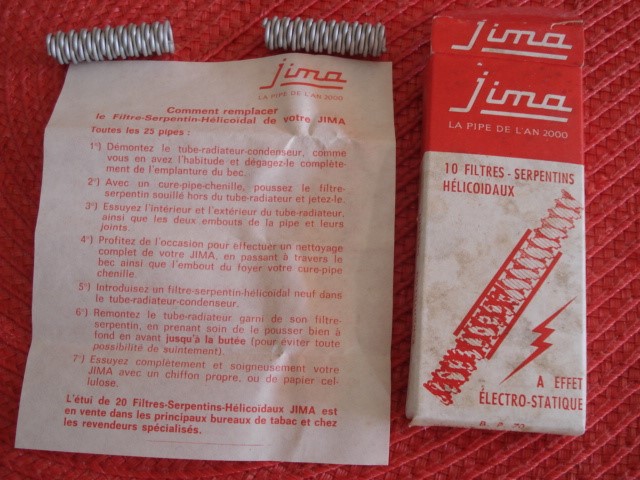 Jima
LA PIPE DE L'AN 2000
Comment remplacer
le Filtre-Serpentin-Hélicoïdal de votre JIMA
Toutes les 25 pipes :
1°) Démontez le tube-radiateur-condenseur, comme
vous en avez l'habitude et dégagez-le complète-
ment de l'emplanture du bec.
2°) Avec un cure-pipe-chenille, poussez le filtre-
serpentin souillé hors du tube-radiateur et jetez-le.
3°) Essuyez l'intérieur et l'extérieur du tube-radiateur,
ainsi que les deux embouts de la pipe et leurs
joints.
4°) Profitez de l'occasion pour effectuer un nettoyage
complet de votre JIMA, en passant à travers le
bec ainsi que l'embout du foyer votre cure-pipe
chenille.
5°) Introduisez un filtre-serpentin-hélicoïdal neuf dans
le tube-radiateur-condenseur.
6°) Remontez le tube-radiateur garni de son filtre-
serpentin, en prenant soin de le pousser bien à
fond en avant jusqu'à la butée (pour éviter toute
possibilité de suintement).
7°) Essuyez complètement et soigneusement votre
JIMA avec un chiffon propre, ou de papier cel-
lulose.
L'étui de 20 Filtres-Serpentins-Hélicoïdaux JIMA est
en vente dans les principaux bureaux de tabac et chez
les revendeurs spécialisés.
Jima
Jima
LA PIPE DE L'AN 2000
10 FILTRES - SERPENTINS
HÉLICOIDAUX
A EFFET
ÉLECTRO-STATIQUE